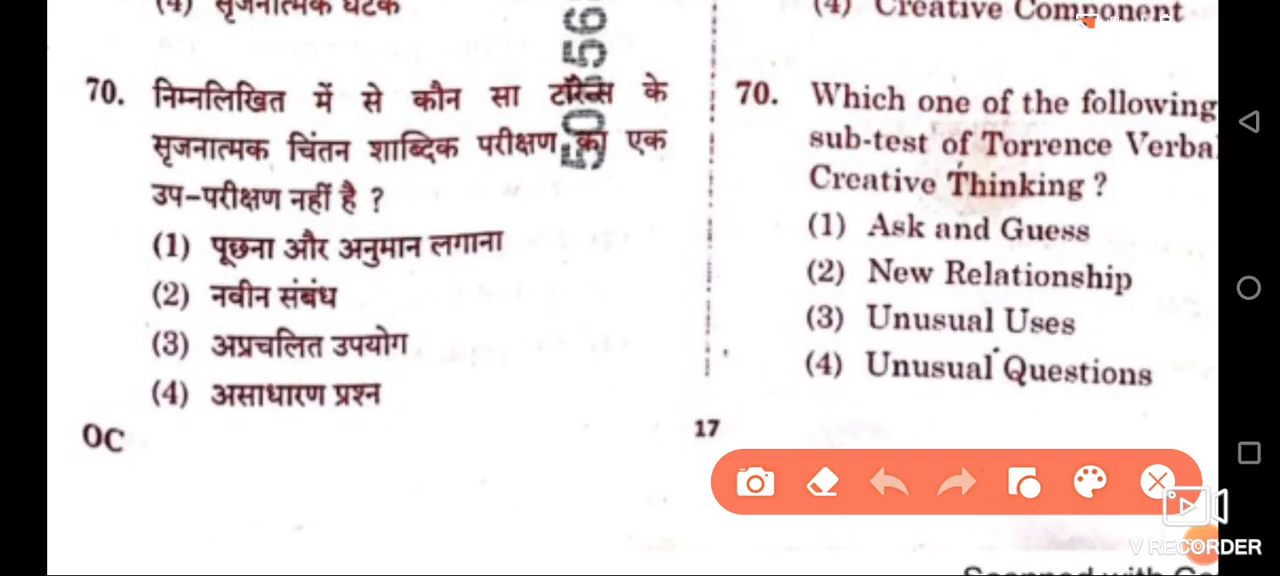 (4) सृजनात्मक घटक
70. निम्नलिखित में से कौन सा टॉरेन्स के
सृजनात्मक चिंतन शाब्दिक परीक्षण का एक
उप-परीक्षण नहीं है ?
(1) पूछना और अनुमान लगाना
(2) नवीन संबंध
(3) अप्रचलित उपयोग
(4) असाधारण प्रश्न
OC
(4) Creative Component
70. Which one of the following
sub-test of Torrence Verbal
Creative Thinking ?
(1) Ask and Guess
(2) New Relationship
(3) Unusual Uses
(4) Unusual Questions
17
V RECORDER